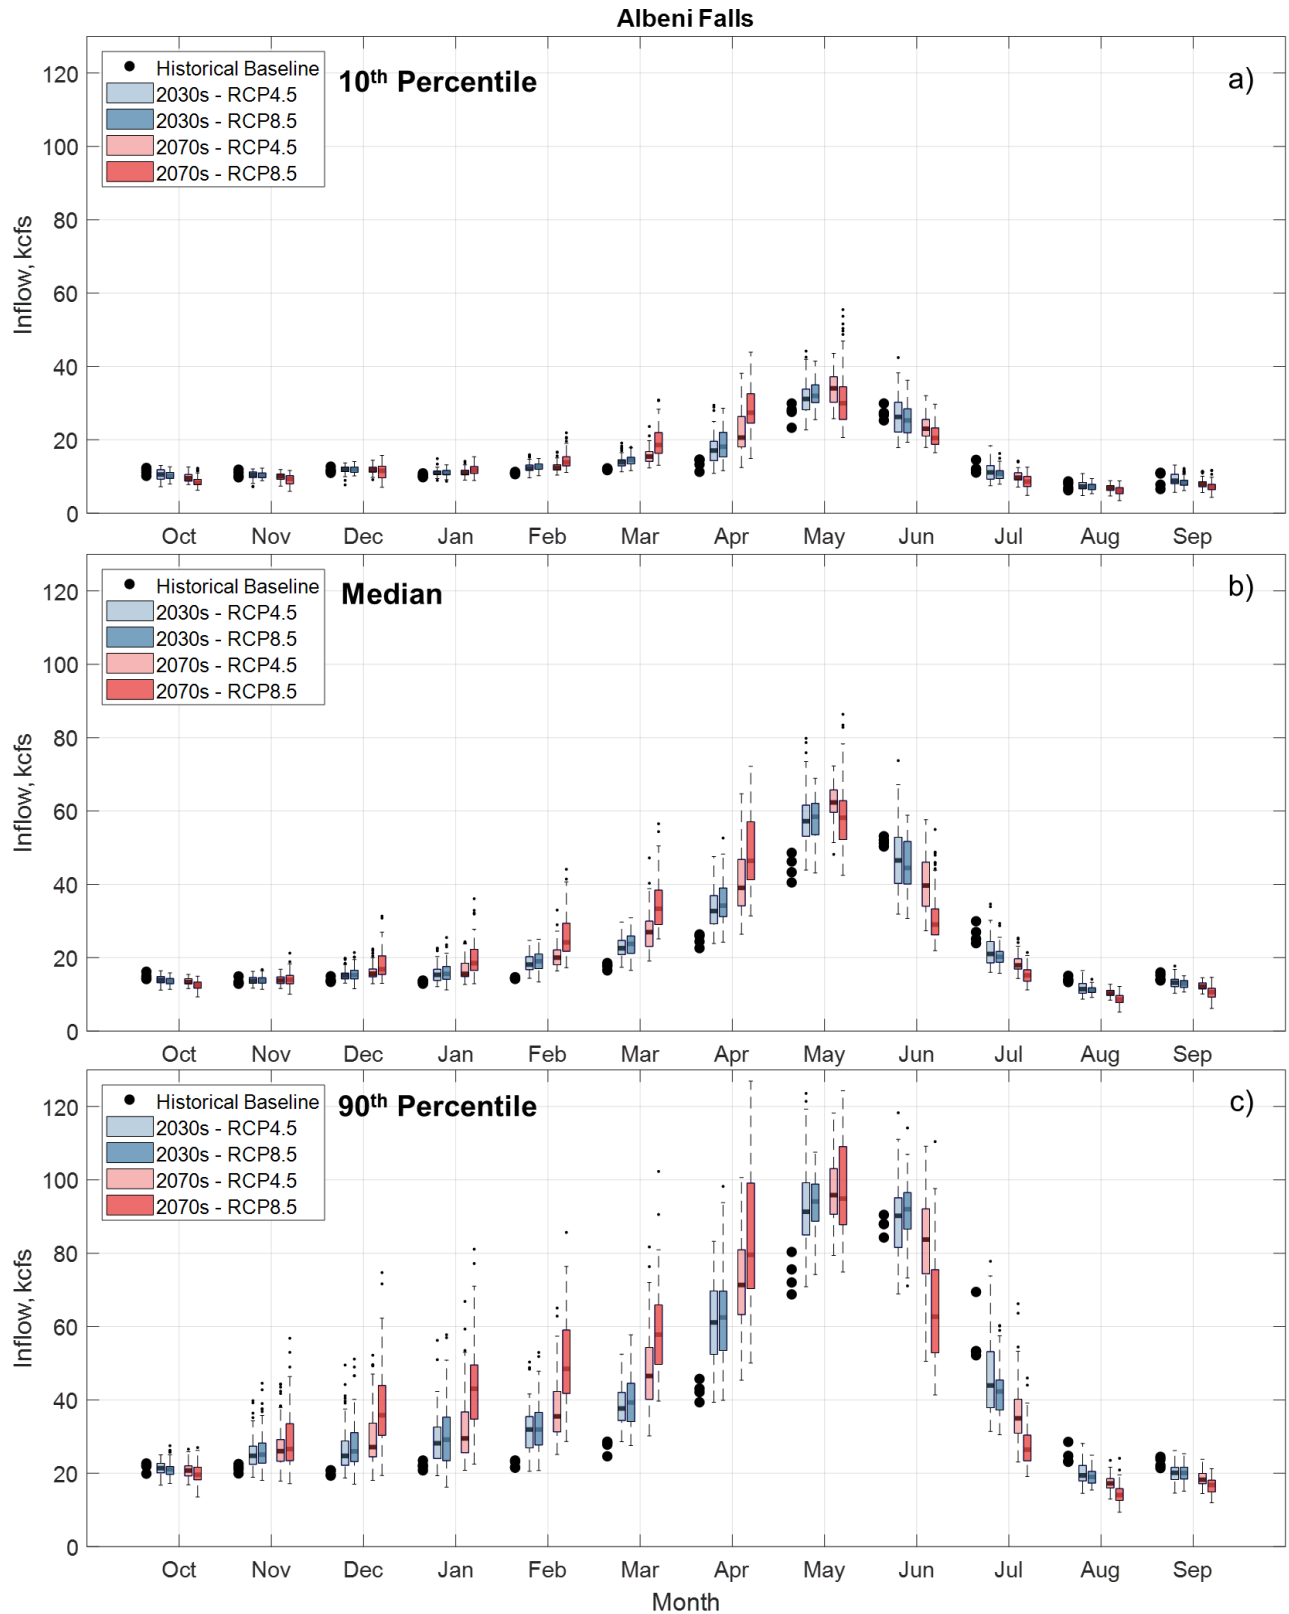 Albeni Falls
Historical Baseline
2030s - RCP4.5
2030s - RCP8.5
2070s - RCP4.5
2070s - RCP8.5
10th Percentile
a)
120
100
80
60
40
20
0
Inflow, kcfs
Oct Nov Dec Jan Feb Mar Apr May Jun Jul Aug Sep
Historical Baseline
2030s - RCP4.5
2030s - RCP8.5
2070s - RCP4.5
2070s - RCP8.5
Median
b)
120
100
80
60
40
20
0
Inflow, kcfs
Oct Nov Dec Jan Feb Mar Apr May Jun Jul Aug Sep
Historical Baseline
2030s - RCP4.5
2030s - RCP8.5
2070s - RCP4.5
2070s - RCP8.5
90th Percentile
c)
120
100
80
60
40
20
0
Inflow, kcfs
Oct Nov Dec Jan Feb Mar Apr May Jun Jul Aug Sep
Month